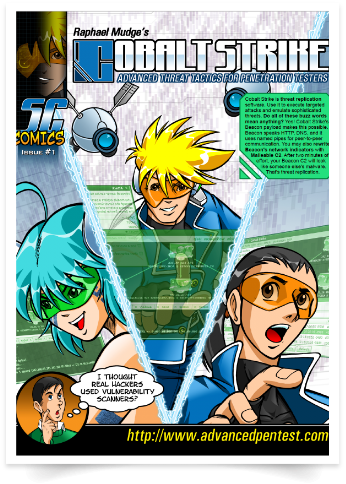 Raphael Mudge's
COBALT STRIKE
ADVANCED THREAT TACTICS FOR PENETRATION TESTERS
SC
COMICS
ISSUE #1
Cobalt Strike is threat replication
software. Use it to execute targeted
attacks and emulate sophisticated
threats. Do all of these buzz words
mean anything? Yes! Cobalt Strike's
Beacon payload makes this possible.
Beacon speaks HTTP, DNS, and it
uses named pipes for peer-to-peer
communication. You may also rewrite
Beacon's network indicators with
Malleable C2. After two minutes of
effort, your Beacon C2 will look
like someone else's malware.
That's threat replication.
I THOUGHT
REAL HACKERS
USED VULNERABILITY
SCANNERS?
http://www.advancedpentest.com